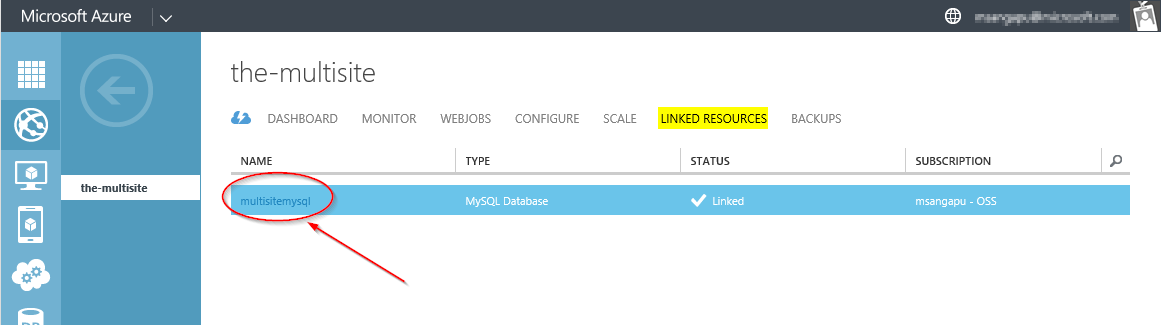 Microsoft Azure
the-multisite
DASHBOARD MONITOR WEBJOBS CONFIGURE SCALE LINKED RESOURCES BACKUPS
NAME TYPE STATUS SUBSCRIPTION
the-multisite
multisitemysql MySQL Database Linked msangapu - OSS